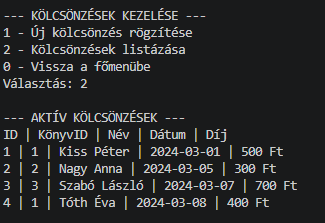 --- KÖLCSÖNZÉSEK KEZELÉSE ---
1 - Új kölcsönzés rögzítése
2 - Kölcsönzések listázása
0 - Vissza a főmenübe
Választás: 2
--- AKTÍV KÖLCSÖNZÉSEK ---
ID | KönyvID | Név | Dátum | Díj
1 | 1 | Kiss Péter | 2024-03-01 | 500 Ft
2 | 2 | Nagy Anna | 2024-03-05 | 300 Ft
3 | 3 | Szabó László | 2024-03-07 | 700 Ft
4 | 1 | Tóth Éva | 2024-03-08 | 400 Ft